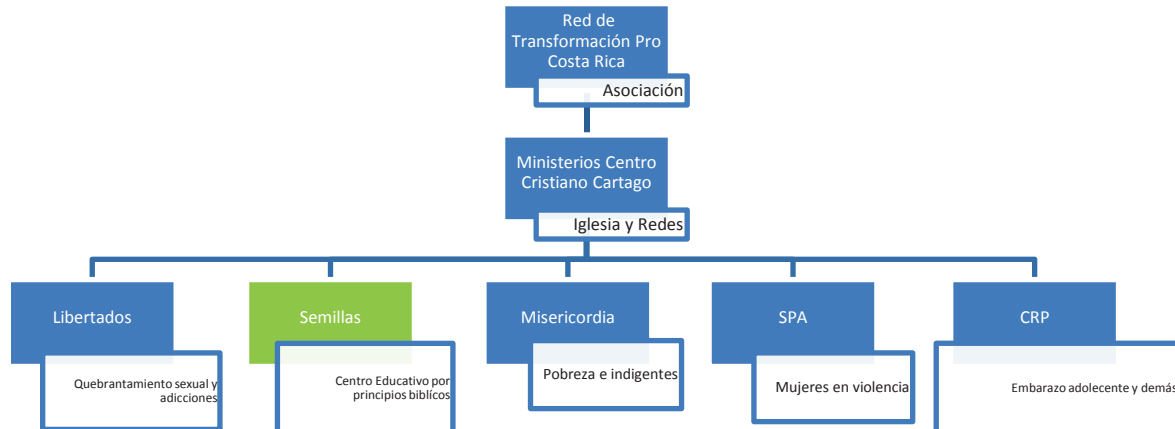 Red de
Transformación Pro
Costa Rica
Asociación
Ministerios Centro
Cristiano Cartago
Iglesia y Redes
Libertados
Quebrantamiento sexual y
adicciones
Semillas
Centro Educativo por
principios biblícos
Misericordia
Pobreza e indigentes
SPA
Mujeres en violencia
CRP
Embarazo adolecente y demás